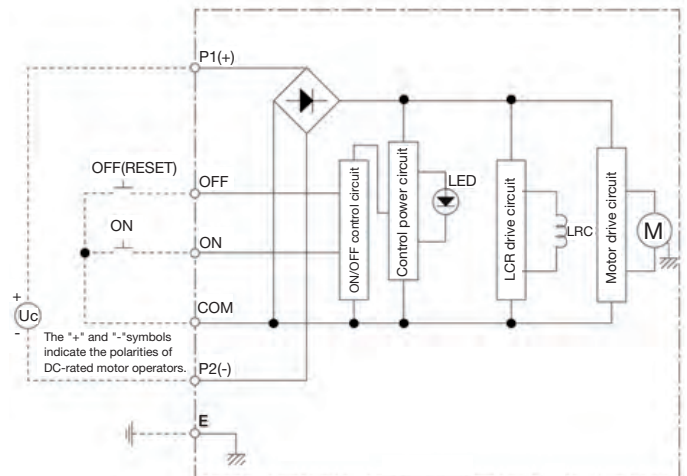 P1(+)
OFF(RESET)
OFF
ON
ON
COM
+
Uc
-
The "+" and "-"symbols
indicate the polarities of
DC-rated motor operators.
P2(-)
E
ON/OFF control circuit
Control power circuit
LED
LCR drive circuit
LRC
Motor drive circuit
M